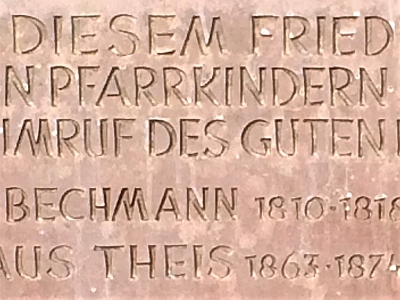 DIESEM FRIED
N PFARRKINDERN
IMRUF DES GUTEN
BECHMANN 1810·1818
AUS THEIS 1863·1874